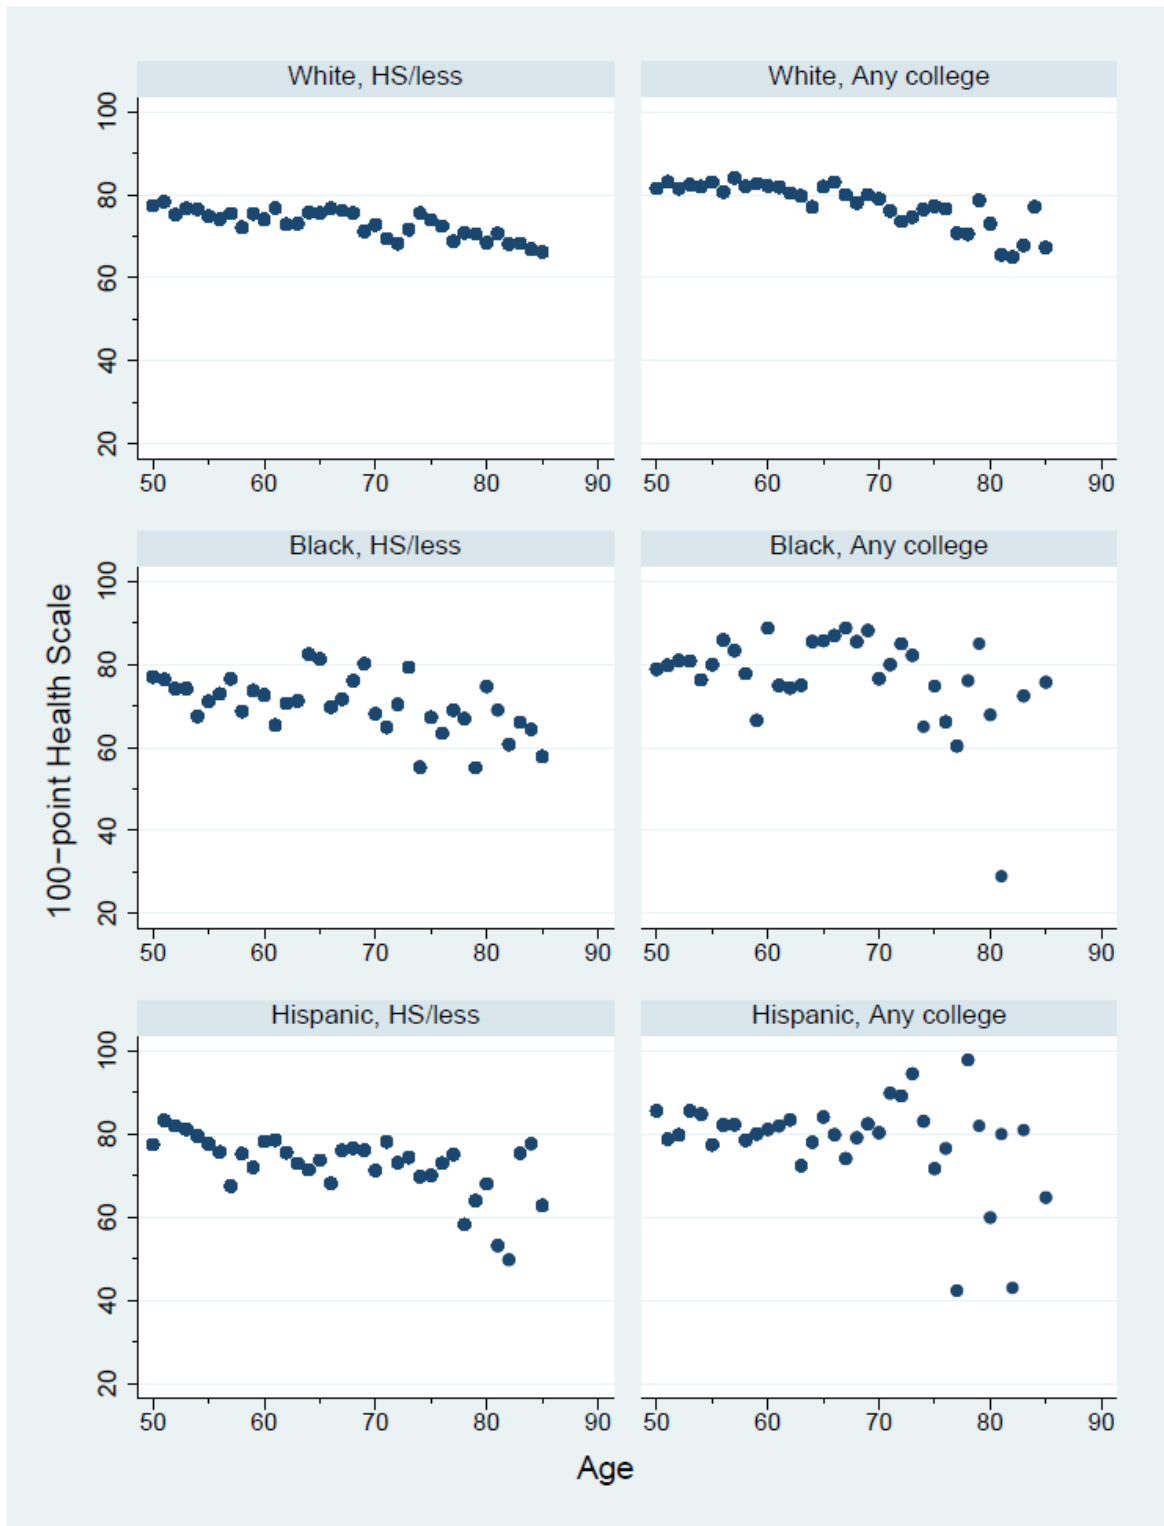 White, HS/less
White, Any college
100
80
60
40
20
50 60 70 80 90
50 60 70 80 90
Black, HS/less
Black, Any college
100
80
60
40
20
50 60 70 80 90
50 60 70 80 90
Hispanic, HS/less
Hispanic, Any college
100
80
60
40
20
50 60 70 80 90
50 60 70 80 90
100−point Health Scale
Age